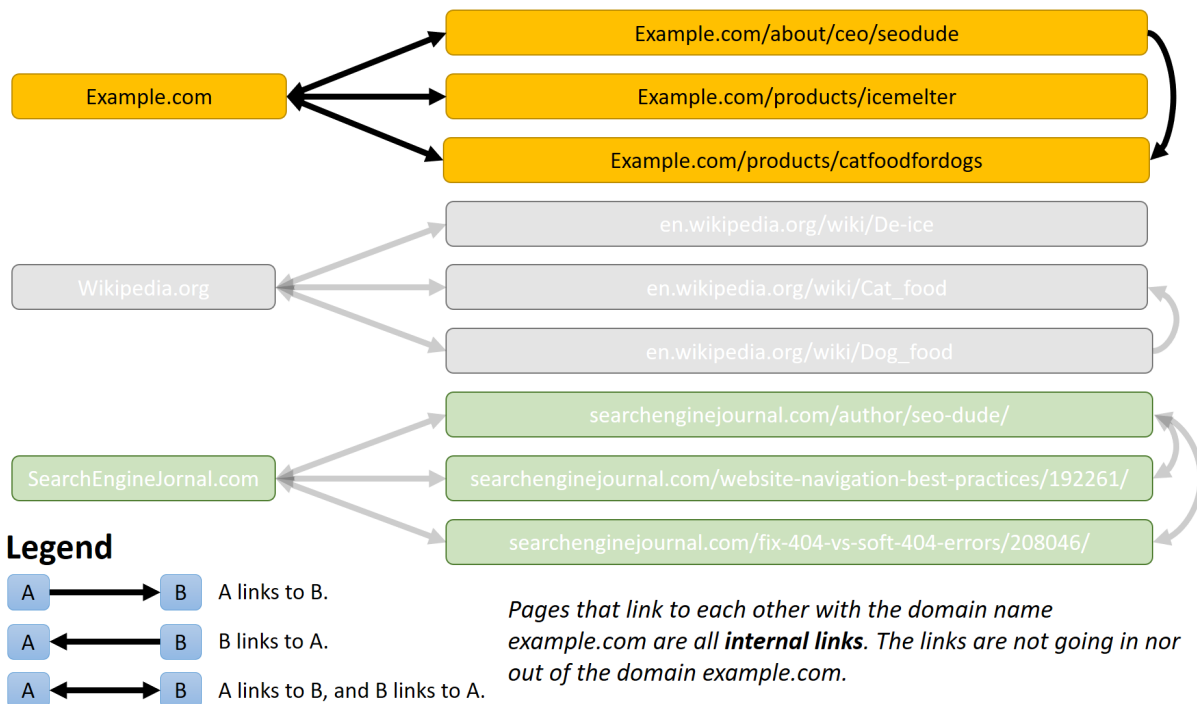 Example.com/about/ceo/seodude
Example.com
Example.com/products/icemelter
Example.com/products/catfoodfordogs
en.wikipedia.org/wiki/De-ice
Wikipedia.org
en.wikipedia.org/wiki/Cat_food
en.wikipedia.org/wiki/Dog_food
searchenginejournal.com/author/seo-dude/
SearchEngineJornal.com
searchenginejournal.com/website-navigation-best-practices/192261/
searchenginejournal.com/fix-404-vs-soft-404-errors/208046/
Legend
A B A links to B.
A B B links to A.
A B A links to B, and B links to A.
Pages that link to each other with the domain name
example.com are all internal links. The links are not going in nor
out of the domain example.com.